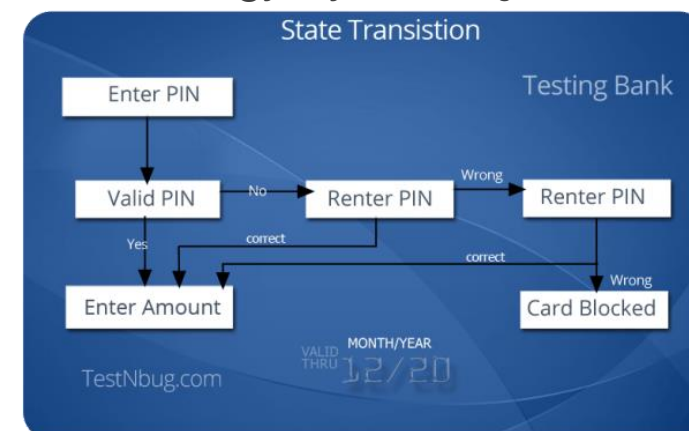 State Transistion
Testing Bank
Enter PIN
Valid PIN
No
Renter PIN
Wrong
Renter PIN
Yes
correct
correct
Wrong
Enter Amount
Card Blocked
VALID THRU
MONTH/YEAR
12/20
TestNbug.com